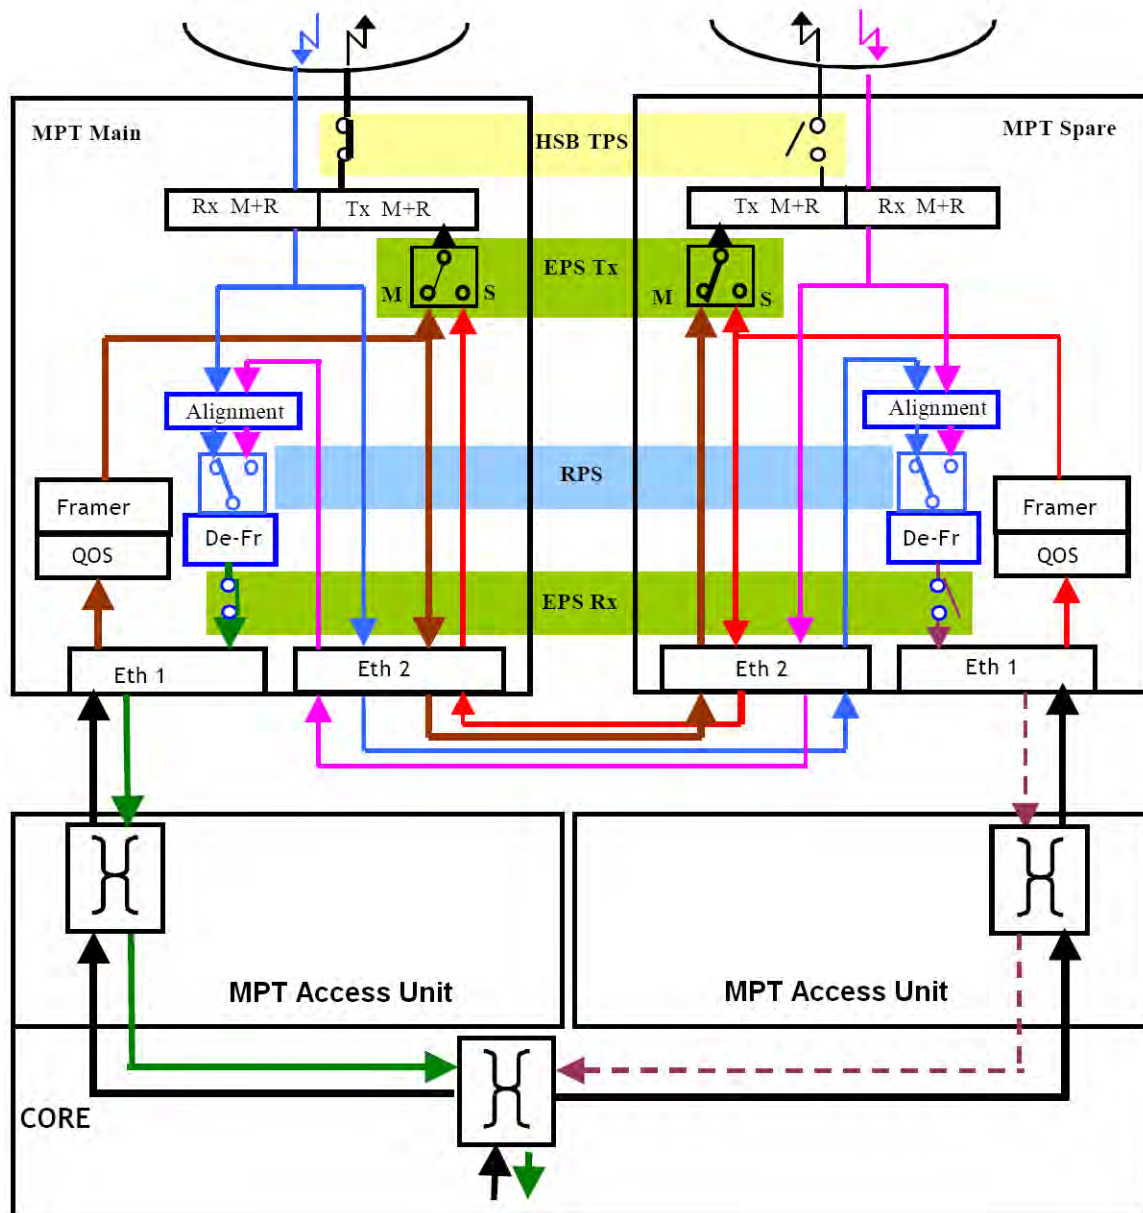 MPT Main
HSB TPS
MPT Spare
Rx M+R
Tx M+R
Tx M+R
Rx M+R
EPS Tx
M
S
M
S
Alignment
Alignment
RPS
Framer
QOS
De-Fr
De-Fr
Framer
QOS
EPS Rx
Eth 1
Eth 2
Eth 2
Eth 1
MPT Access Unit
MPT Access Unit
CORE